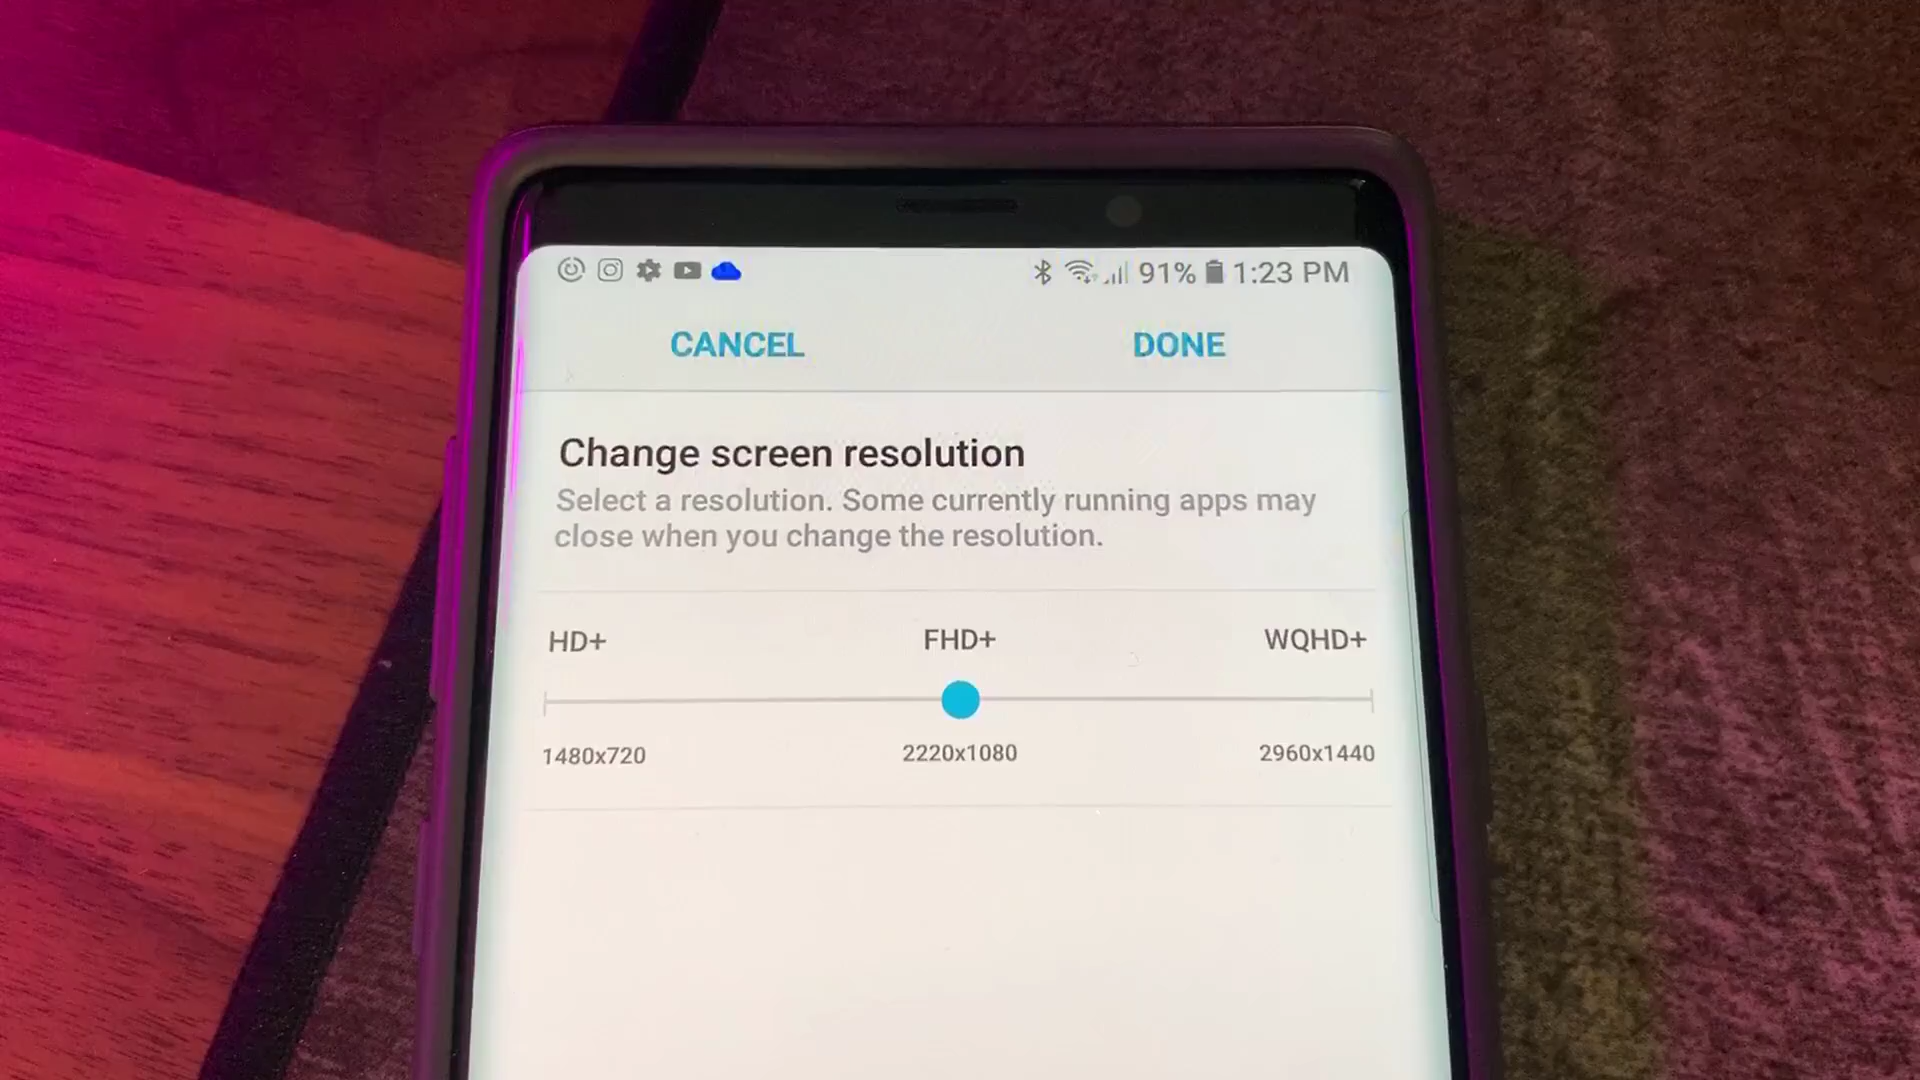 91% 1:23 PM
CANCEL DONE
Change screen resolution
Select a resolution. Some currently running apps may
close when you change the resolution.
HD+ FHD+ WQHD+
1480x720 2220x1080 2960x1440